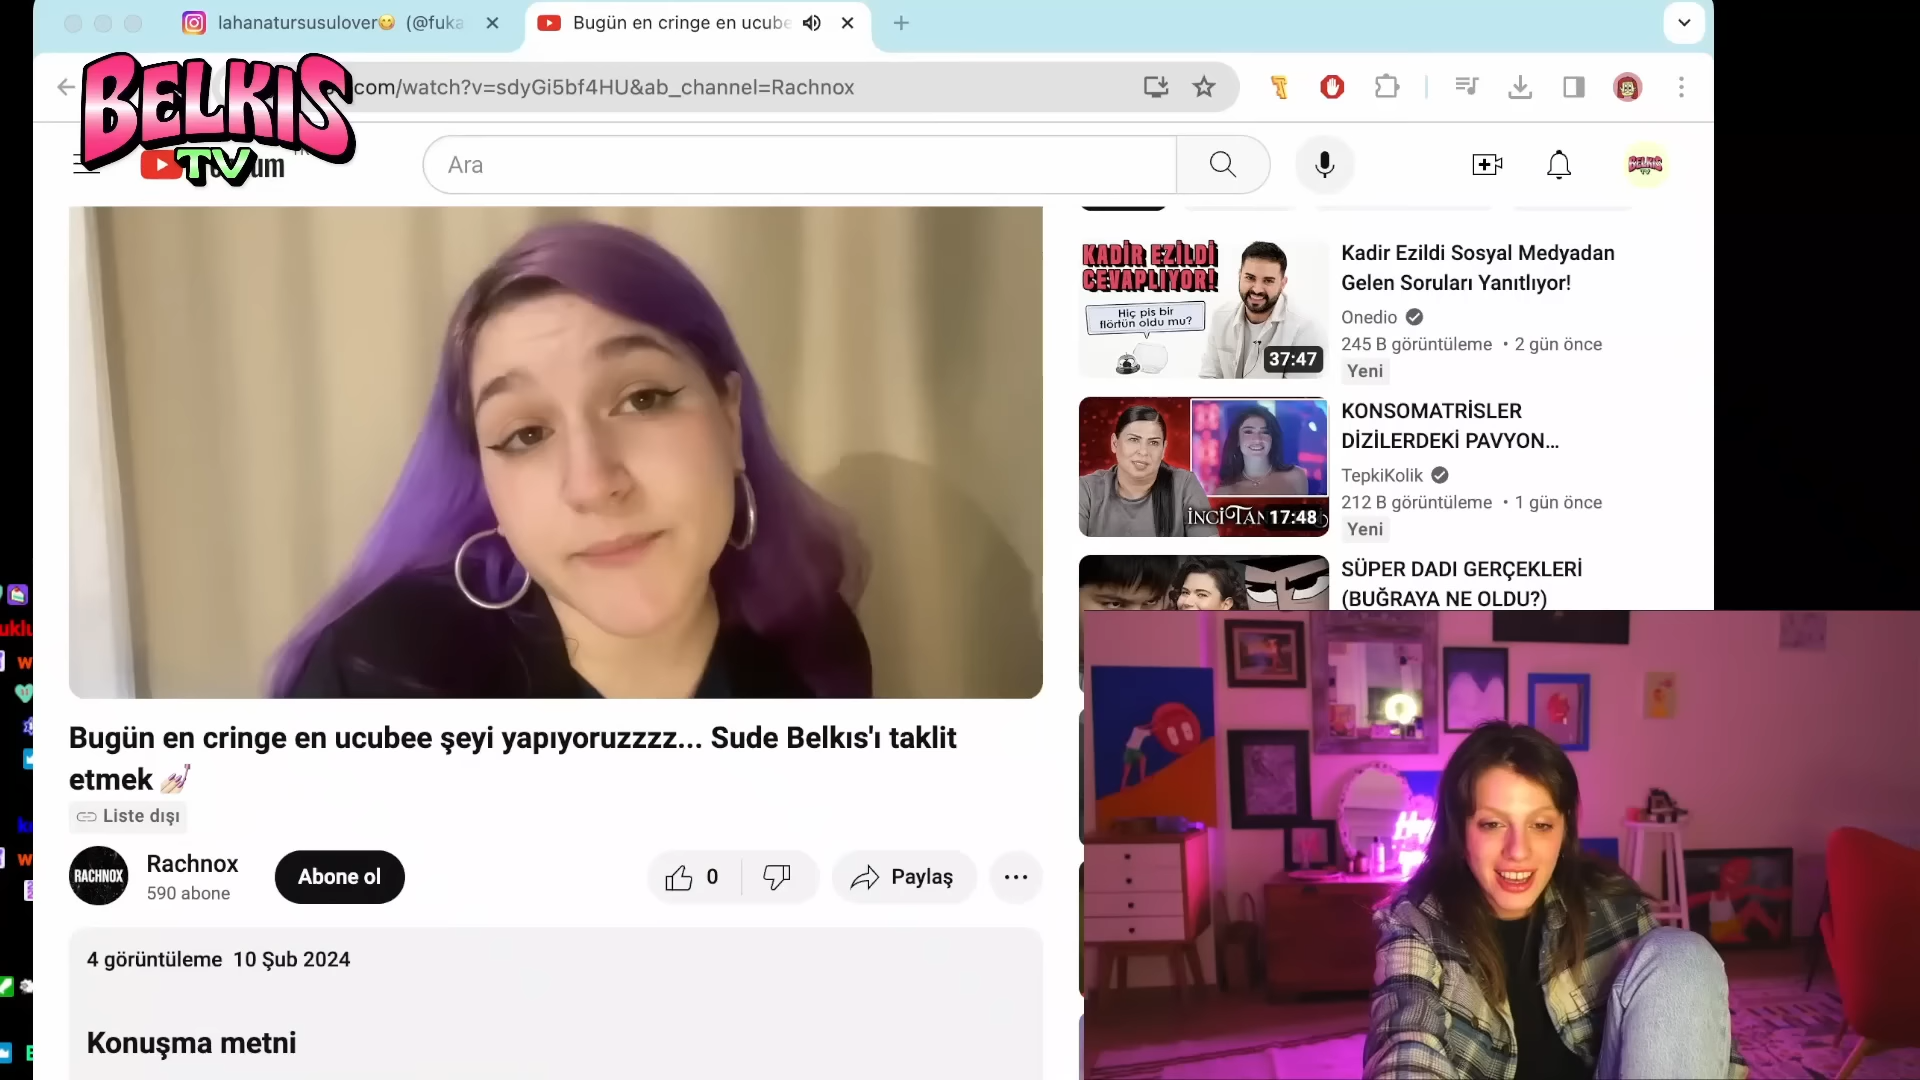 lahanatursusulover😋 (@fuka
Bugün en cringe en ucube
BELKIS
TV
com/watch?v=sdyGi5bf4HU&ab_channel=Rachnox
Ara
BELKIS
TV
KADİR EZİLDİ
CEVAPLIYOR!
Hiç pis bir
flörtün oldu mu?
37:47
Kadir Ezildi Sosyal Medyadan
Gelen Soruları Yanıtlıyor!
Onedio
245 B görüntüleme • 2 gün önce
Yeni
İNCİ TAN
17:48
KONSOMATRİSLER
DİZİLERDEKİ PAVYON...
TepkiKolik
212 B görüntüleme • 1 gün önce
Yeni
SÜPER DADI GERÇEKLERİ
(BUĞRAYA NE OLDU?)
Bugün en cringe en ucubee şeyi yapıyoruzzzz... Sude Belkıs'ı taklit
etmek 💅🏻
Liste dışı
RACHNOX
Rachnox
590 abone
Abone ol
0
Paylaş
4 görüntüleme 10 Şub 2024
Konuşma metni